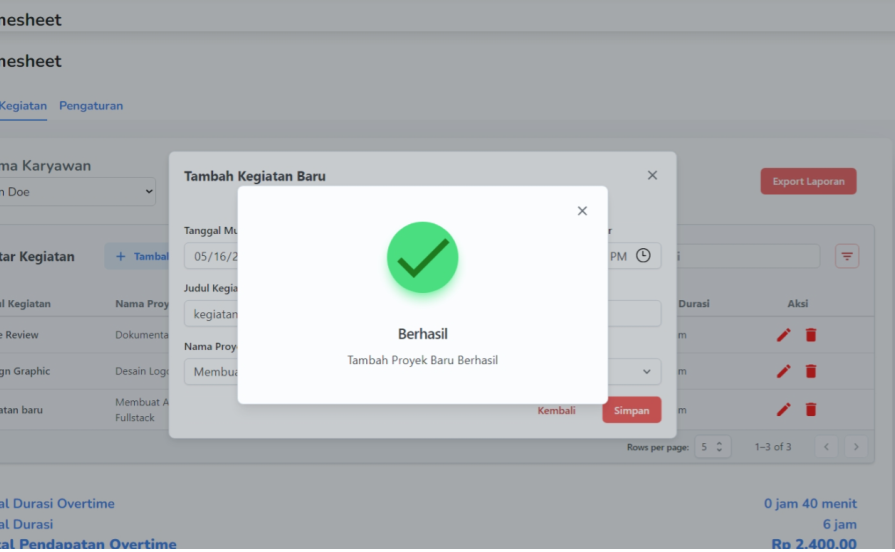 mesheet
mesheet
Kegiatan Pengaturan
ma Karyawan
n Doe
Export Laporan
Tambah Kegiatan Baru
Tanggal Mu
r
05/16/2
PM
Judul Kegia
kegiatan
Nama Proy
Membua
Kembali
Simpan
Berhasil
Tambah Proyek Baru Berhasil
tar Kegiatan
+ Tambal
i
l Kegiatan
Nama Proy
Durasi
Aksi
e Review
Dokumenta
m
gn Graphic
Desain Logo
m
atan baru
Membuat A
Fullstack
m
Rows per page: 5
1–3 of 3
al Durasi Overtime
0 jam 40 menit
al Durasi
6 jam
tal Pendapatan Overtime
Rp 2.400,00